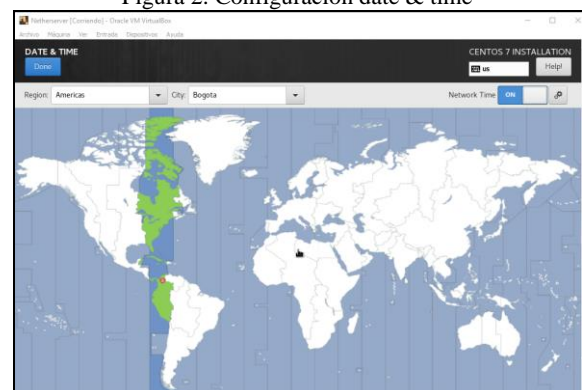 Figura 2. Configuración date & time
Netherserver [Corriendo] - Oracle VM VirtualBox
Archivo Máquina Ver Entrada Dispositivos Ayuda
DATE & TIME
CENTOS 7 INSTALLATION
Done
us
Help!
Region: Americas
City: Bogota
Network Time ON